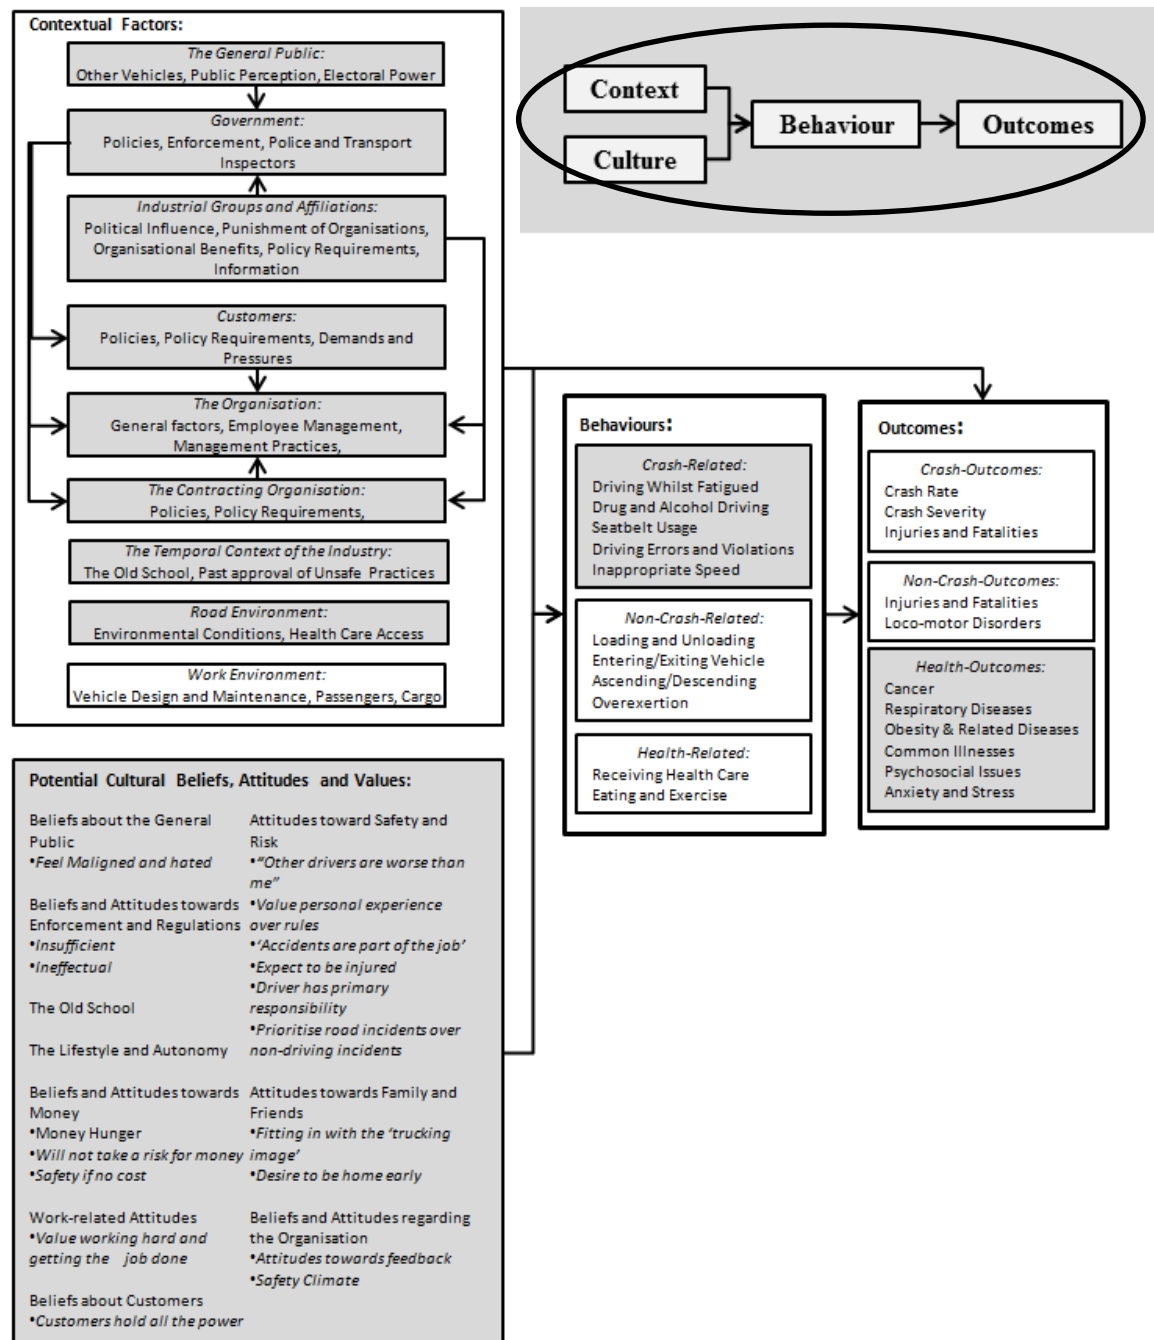 Contextual Factors:
The General Public:
Other Vehicles, Public Perception, Electoral Power
Government:
Policies, Enforcement, Police and Transport
Inspectors
Industrial Groups and Affiliations:
Political Influence, Punishment of Organisations,
Organisational Benefits, Policy Requirements,
Information
Customers:
Policies, Policy Requirements, Demands and
Pressures
The Organisation:
General factors, Employee Management,
Management Practices,
The Contracting Organisation:
Policies, Policy Requirements,
The Temporal Context of the Industry:
The Old School, Past approval of Unsafe Practices
Road Environment:
Environmental Conditions, Health Care Access
Work Environment:
Vehicle Design and Maintenance, Passengers, Cargo
Context
Culture
Behaviour
Outcomes
Behaviours:
Crash-Related:
Driving Whilst Fatigued
Drug and Alcohol Driving
Seatbelt Usage
Driving Errors and Violations
Inappropriate Speed
Non-Crash-Related:
Loading and Unloading
Entering/Exiting Vehicle
Ascending/Descending
Overexertion
Health-Related:
Receiving Health Care
Eating and Exercise
Outcomes:
Crash-Outcomes:
Crash Rate
Crash Severity
Injuries and Fatalities
Non-Crash-Outcomes:
Injuries and Fatalities
Loco-motor Disorders
Health-Outcomes:
Cancer
Respiratory Diseases
Obesity & Related Diseases
Common Illnesses
Psychosocial Issues
Anxiety and Stress
Potential Cultural Beliefs, Attitudes and Values:
Beliefs about the General
Public
•Feel Maligned and hated
Beliefs and Attitudes towards
Enforcement and Regulations
•Insufficient
•Ineffectual
The Old School
The Lifestyle and Autonomy
Beliefs and Attitudes towards
Money
•Money Hunger
•Will not take a risk for money
•Safety if no cost
Work-related Attitudes
•Value working hard and
getting the job done
Beliefs about Customers
•Customers hold all the power
Attitudes toward Safety and
Risk
•"Other drivers are worse than
me"
•Value personal experience
over rules
•'Accidents are part of the job'
•Expect to be injured
•Driver has primary
responsibility
•Prioritise road incidents over
non-driving incidents
Attitudes towards Family and
Friends
•Fitting in with the 'trucking
image'
•Desire to be home early
Beliefs and Attitudes regarding
the Organisation
•Attitudes towards feedback
•Safety Climate